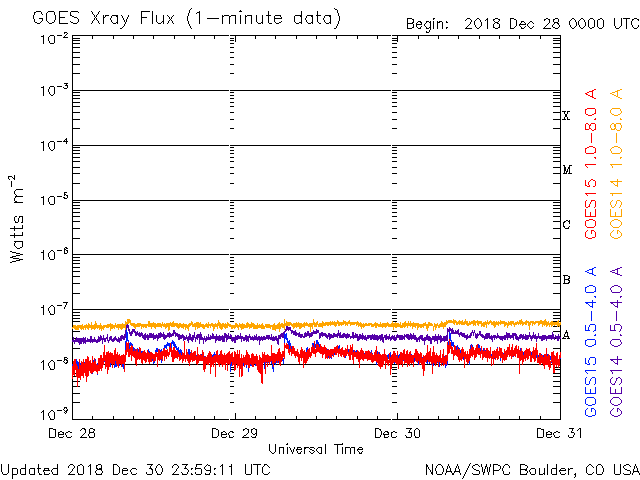 GOES Xray Flux (1-minute data)
Begin: 2018 Dec 28 0000 UTC
10⁻²
10⁻³
10⁻⁴
10⁻⁵
10⁻⁶
10⁻⁷
10⁻⁸
10⁻⁹
Watts m⁻²
X
M
C
B
A
GOES15 1.0-8.0 A
GOES14 1.0-8.0 A
GOES15 0.5-4.0 A
GOES14 0.5-4.0 A
Dec 28 Dec 29 Dec 30 Dec 31
Universal Time
Updated 2018 Dec 30 23:59:11 UTC
NOAA/SWPC Boulder, CO USA